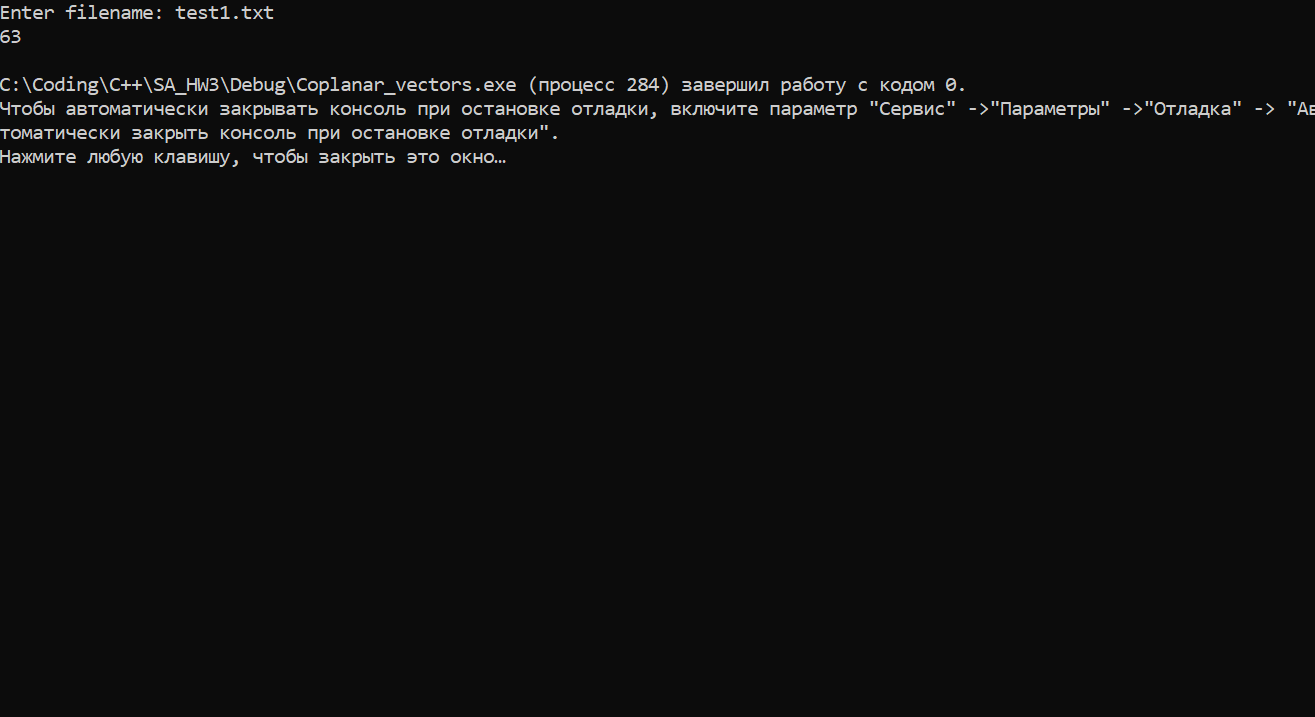 Enter filename: test1.txt
63
C:\Coding\C++\SA_HW3\Debug\Coplanar_vectors.exe (процесс 284) завершил работу с кодом 0.
Чтобы автоматически закрывать консоль при остановке отладки, включите параметр "Сервис" ->"Параметры" ->"Отладка" -> "Ав
томатически закрыть консоль при остановке отладки".
Нажмите любую клавишу, чтобы закрыть это окно…